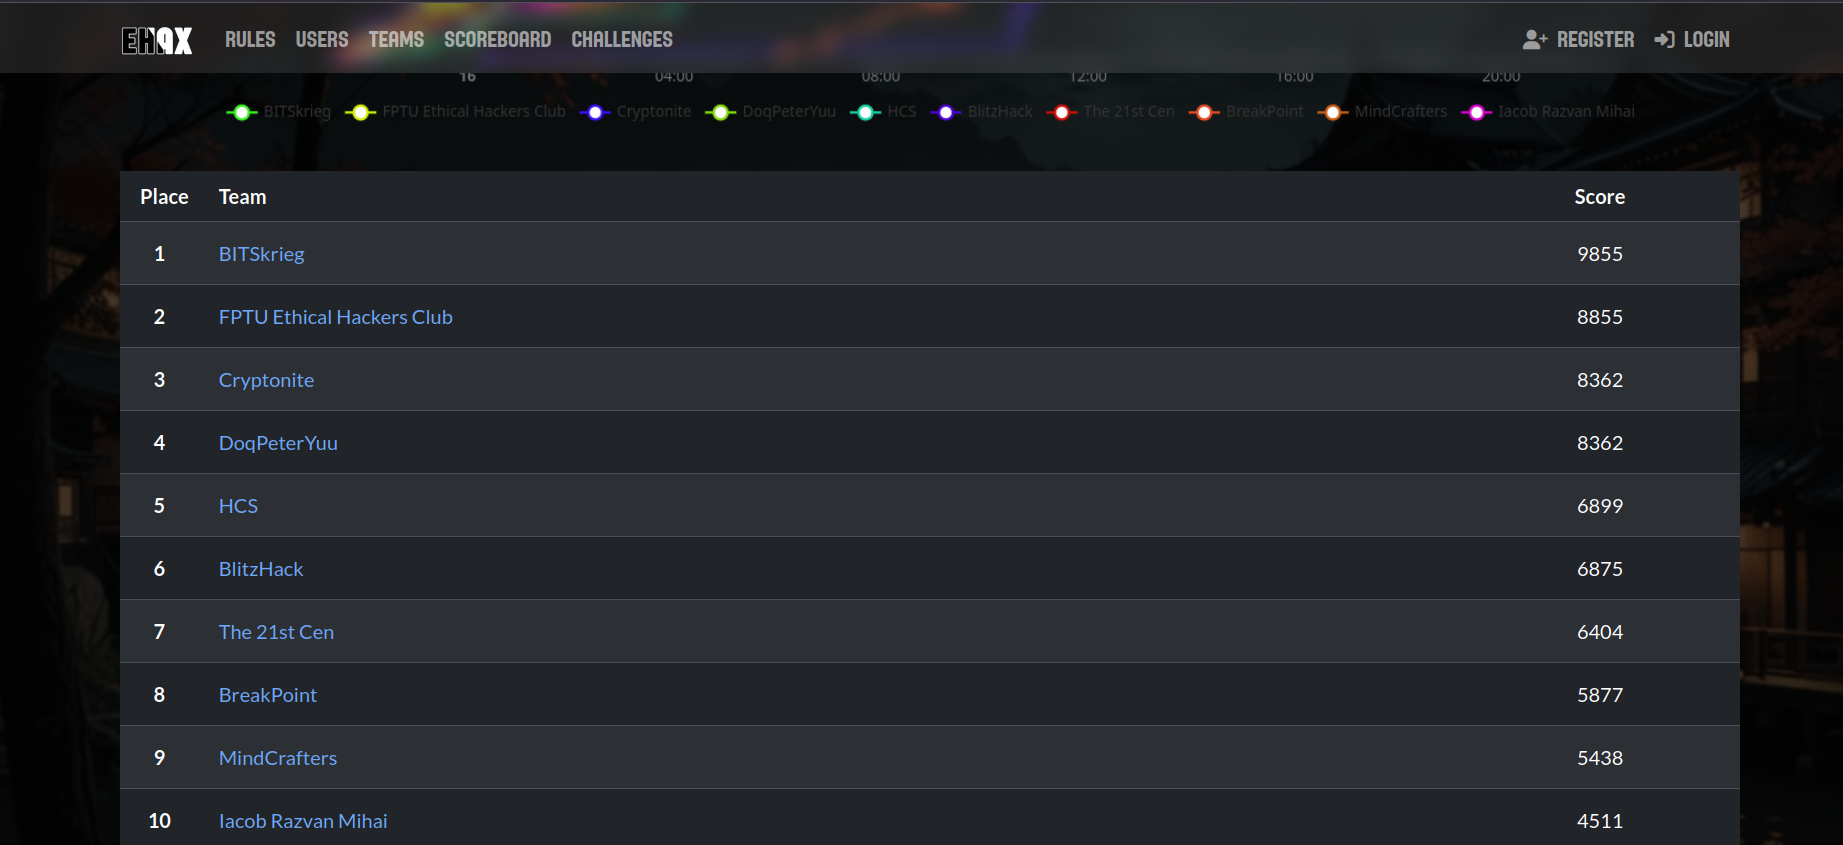 EHAX RULES USERS TEAMS SCOREBOARD CHALLENGES REGISTER LOGIN
16 04:00 08:00 12:00 16:00 20:00
BITSkrieg FPTU Ethical Hackers Club Cryptonite DoqPeterYuu HCS BlitzHack The 21st Cen BreakPoint MindCrafters Iacob Razvan Mihai
Place Team Score
1 BITSkrieg 9855
2 FPTU Ethical Hackers Club 8855
3 Cryptonite 8362
4 DoqPeterYuu 8362
5 HCS 6899
6 BlitzHack 6875
7 The 21st Cen 6404
8 BreakPoint 5877
9 MindCrafters 5438
10 Iacob Razvan Mihai 4511